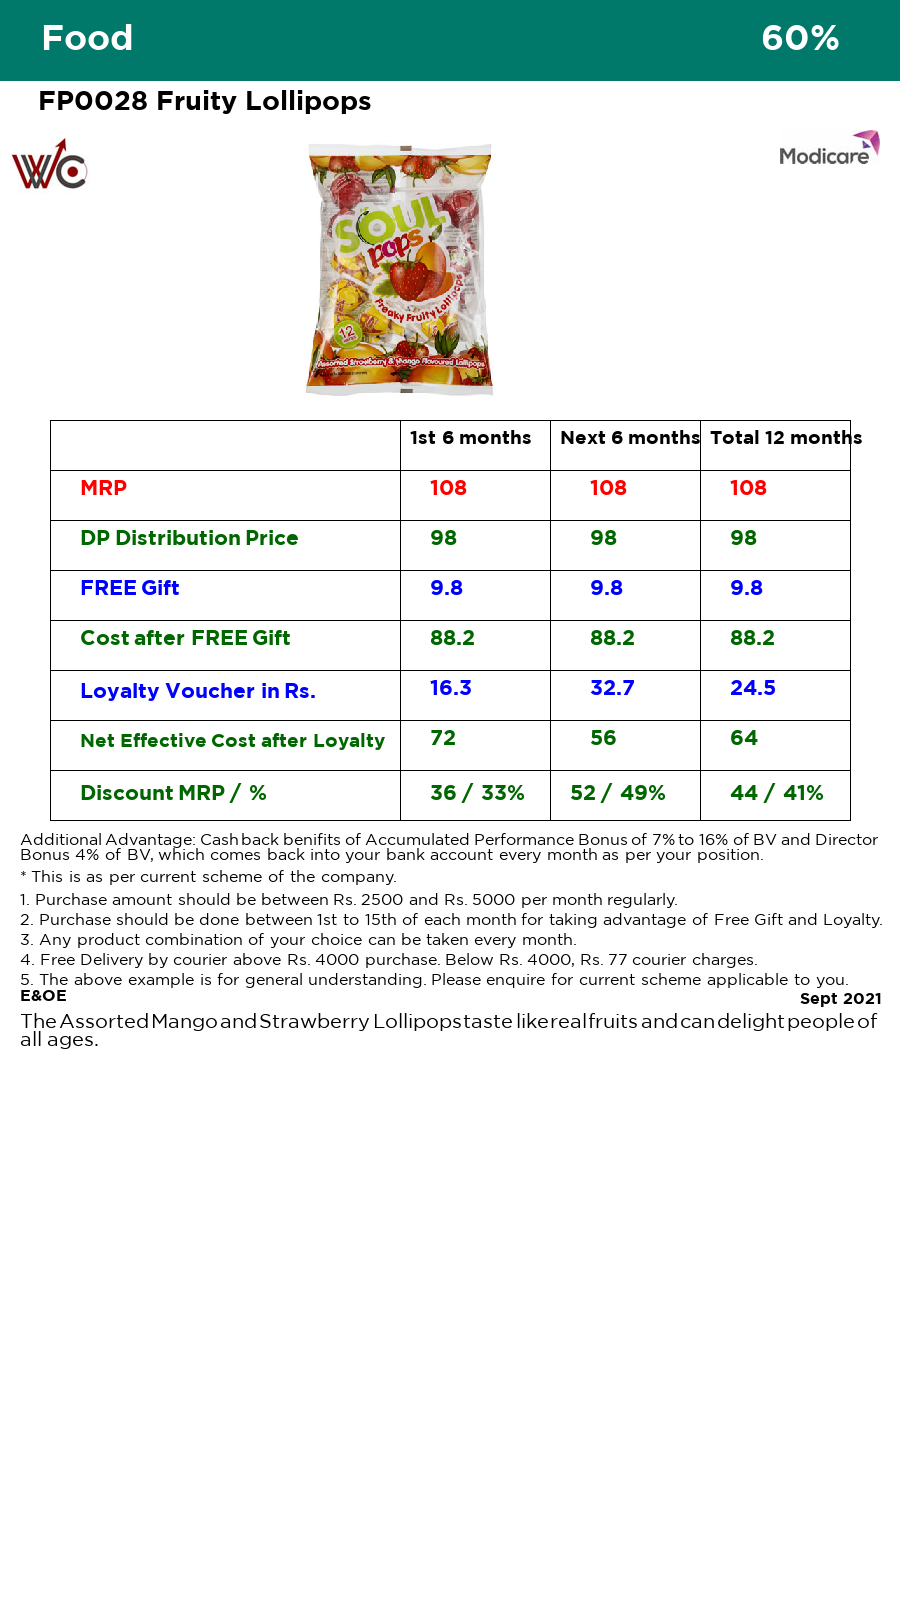 Food 60%
FP0028 Fruity Lollipops
WC
Modicare
SOUL
pops
Freaky Fruity Lollipops
12
Assorted Strawberry & Mango Flavoured Lollipops
1st 6 months Next 6 months Total 12 months
MRP 108 108 108
DP Distribution Price 98 98 98
FREE Gift 9.8 9.8 9.8
Cost after FREE Gift 88.2 88.2 88.2
Loyalty Voucher in Rs. 16.3 32.7 24.5
Net Effective Cost after Loyalty 72 56 64
Discount MRP / % 36 / 33% 52 / 49% 44 / 41%
Additional Advantage: Cash back benifits of Accumulated Performance Bonus of 7% to 16% of BV and Director
Bonus 4% of BV, which comes back into your bank account every month as per your position.
* This is as per current scheme of the company.
1. Purchase amount should be between Rs. 2500 and Rs. 5000 per month regularly.
2. Purchase should be done between 1st to 15th of each month for taking advantage of Free Gift and Loyalty.
3. Any product combination of your choice can be taken every month.
4. Free Delivery by courier above Rs. 4000 purchase. Below Rs. 4000, Rs. 77 courier charges.
5. The above example is for general understanding. Please enquire for current scheme applicable to you.
E&OE Sept 2021
The Assorted Mango and Strawberry Lollipops taste like real fruits and can delight people of
all ages.